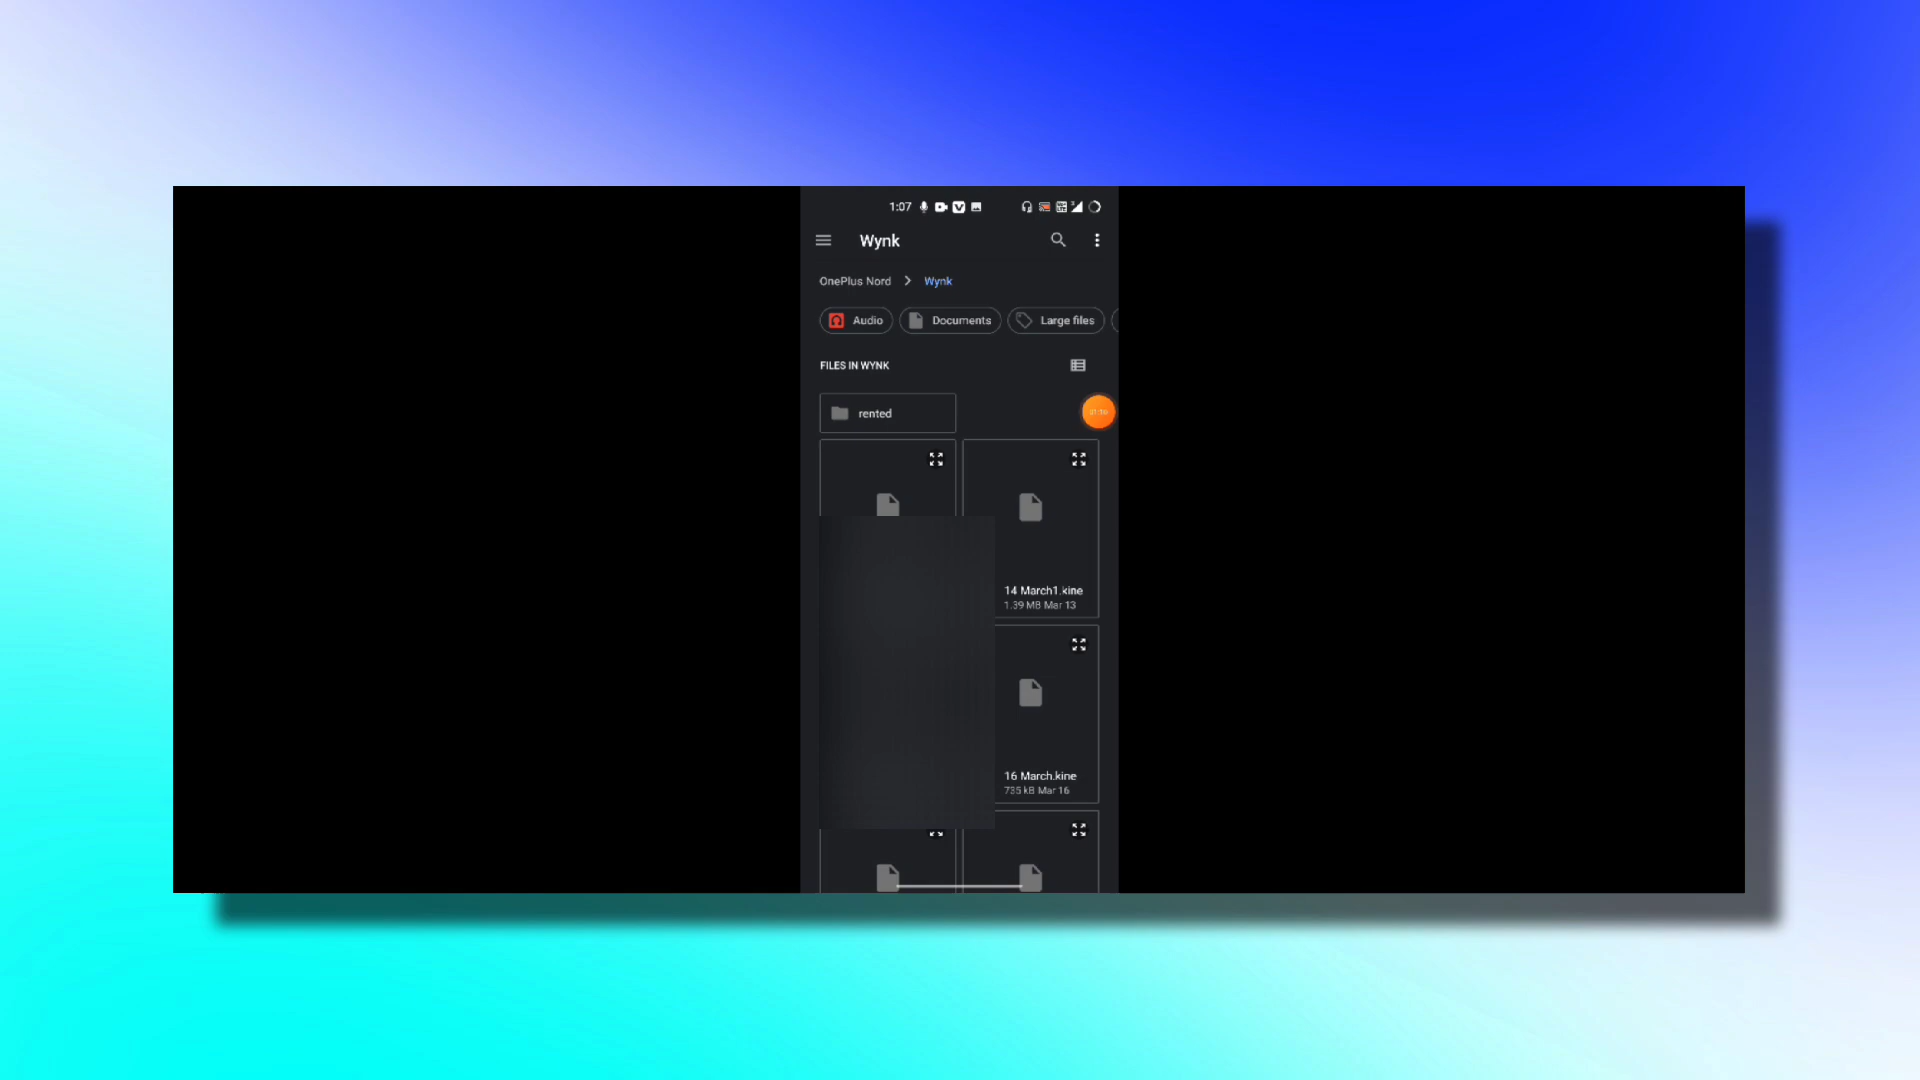 1:07
Wynk
OnePlus Nord > Wynk
Audio
Documents
Large files
FILES IN WYNK
rented
14 March1.kine
1.39 MB Mar 13
16 March.kine
735 kB Mar 16